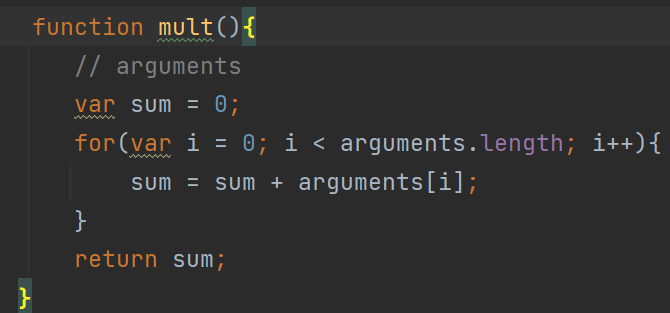 function mult(){
// arguments
var sum = 0;
for(var i = 0; i < arguments.length; i++){
sum = sum + arguments[i];
}
return sum;
}